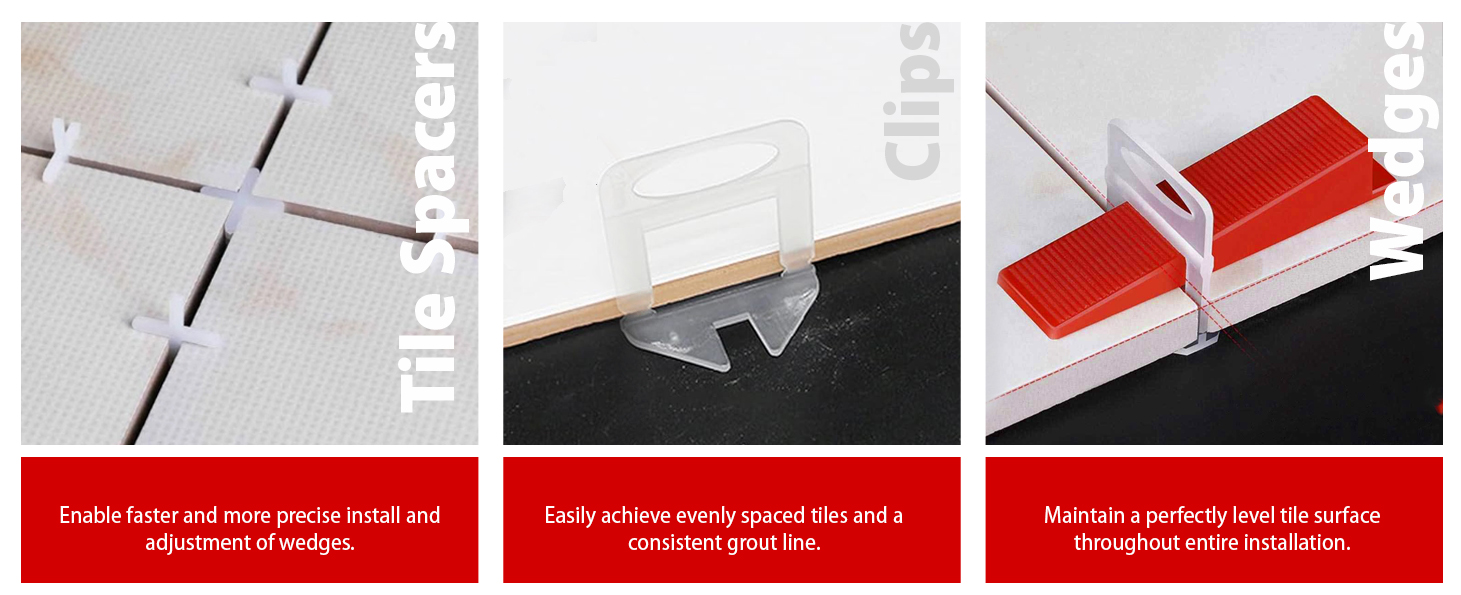 Tile Spacers
Enable faster and more precise install and
adjustment of wedges.
Clips
Easily achieve evenly spaced tiles and a
consistent grout line.
Wedges
Maintain a perfectly level tile surface
throughout entire installation.